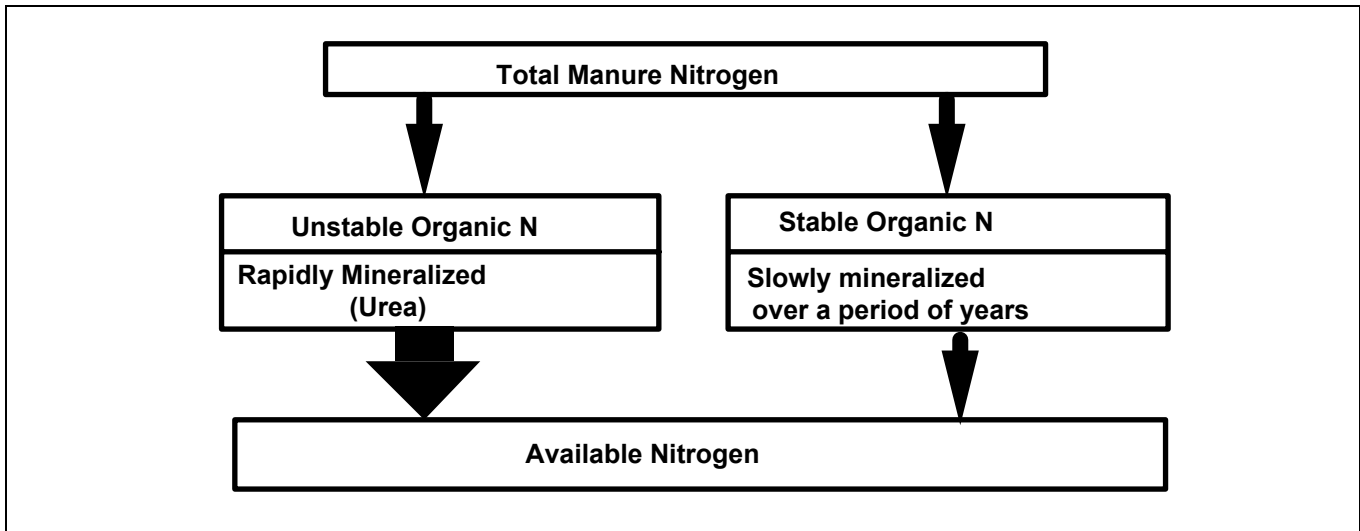 Total Manure Nitrogen
Unstable Organic N
Rapidly Mineralized
(Urea)
Stable Organic N
Slowly mineralized
over a period of years
Available Nitrogen